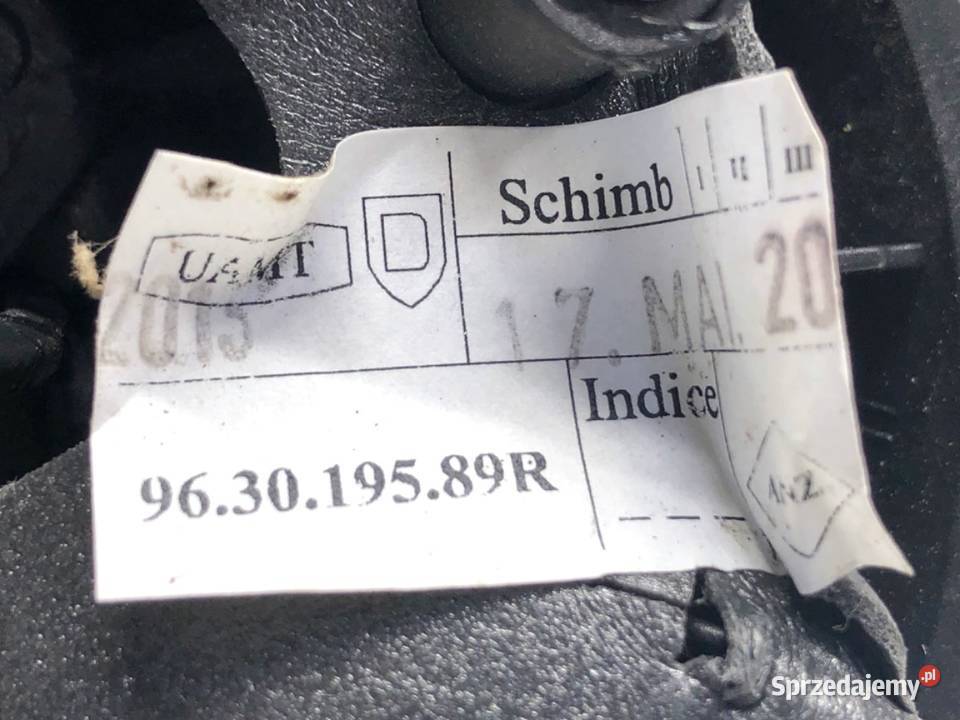 Schimb I II III
UAMT D
2013 17. MAI. 20
Indice
96.30.195.89R
ANZ
Sprzedajemy.pl